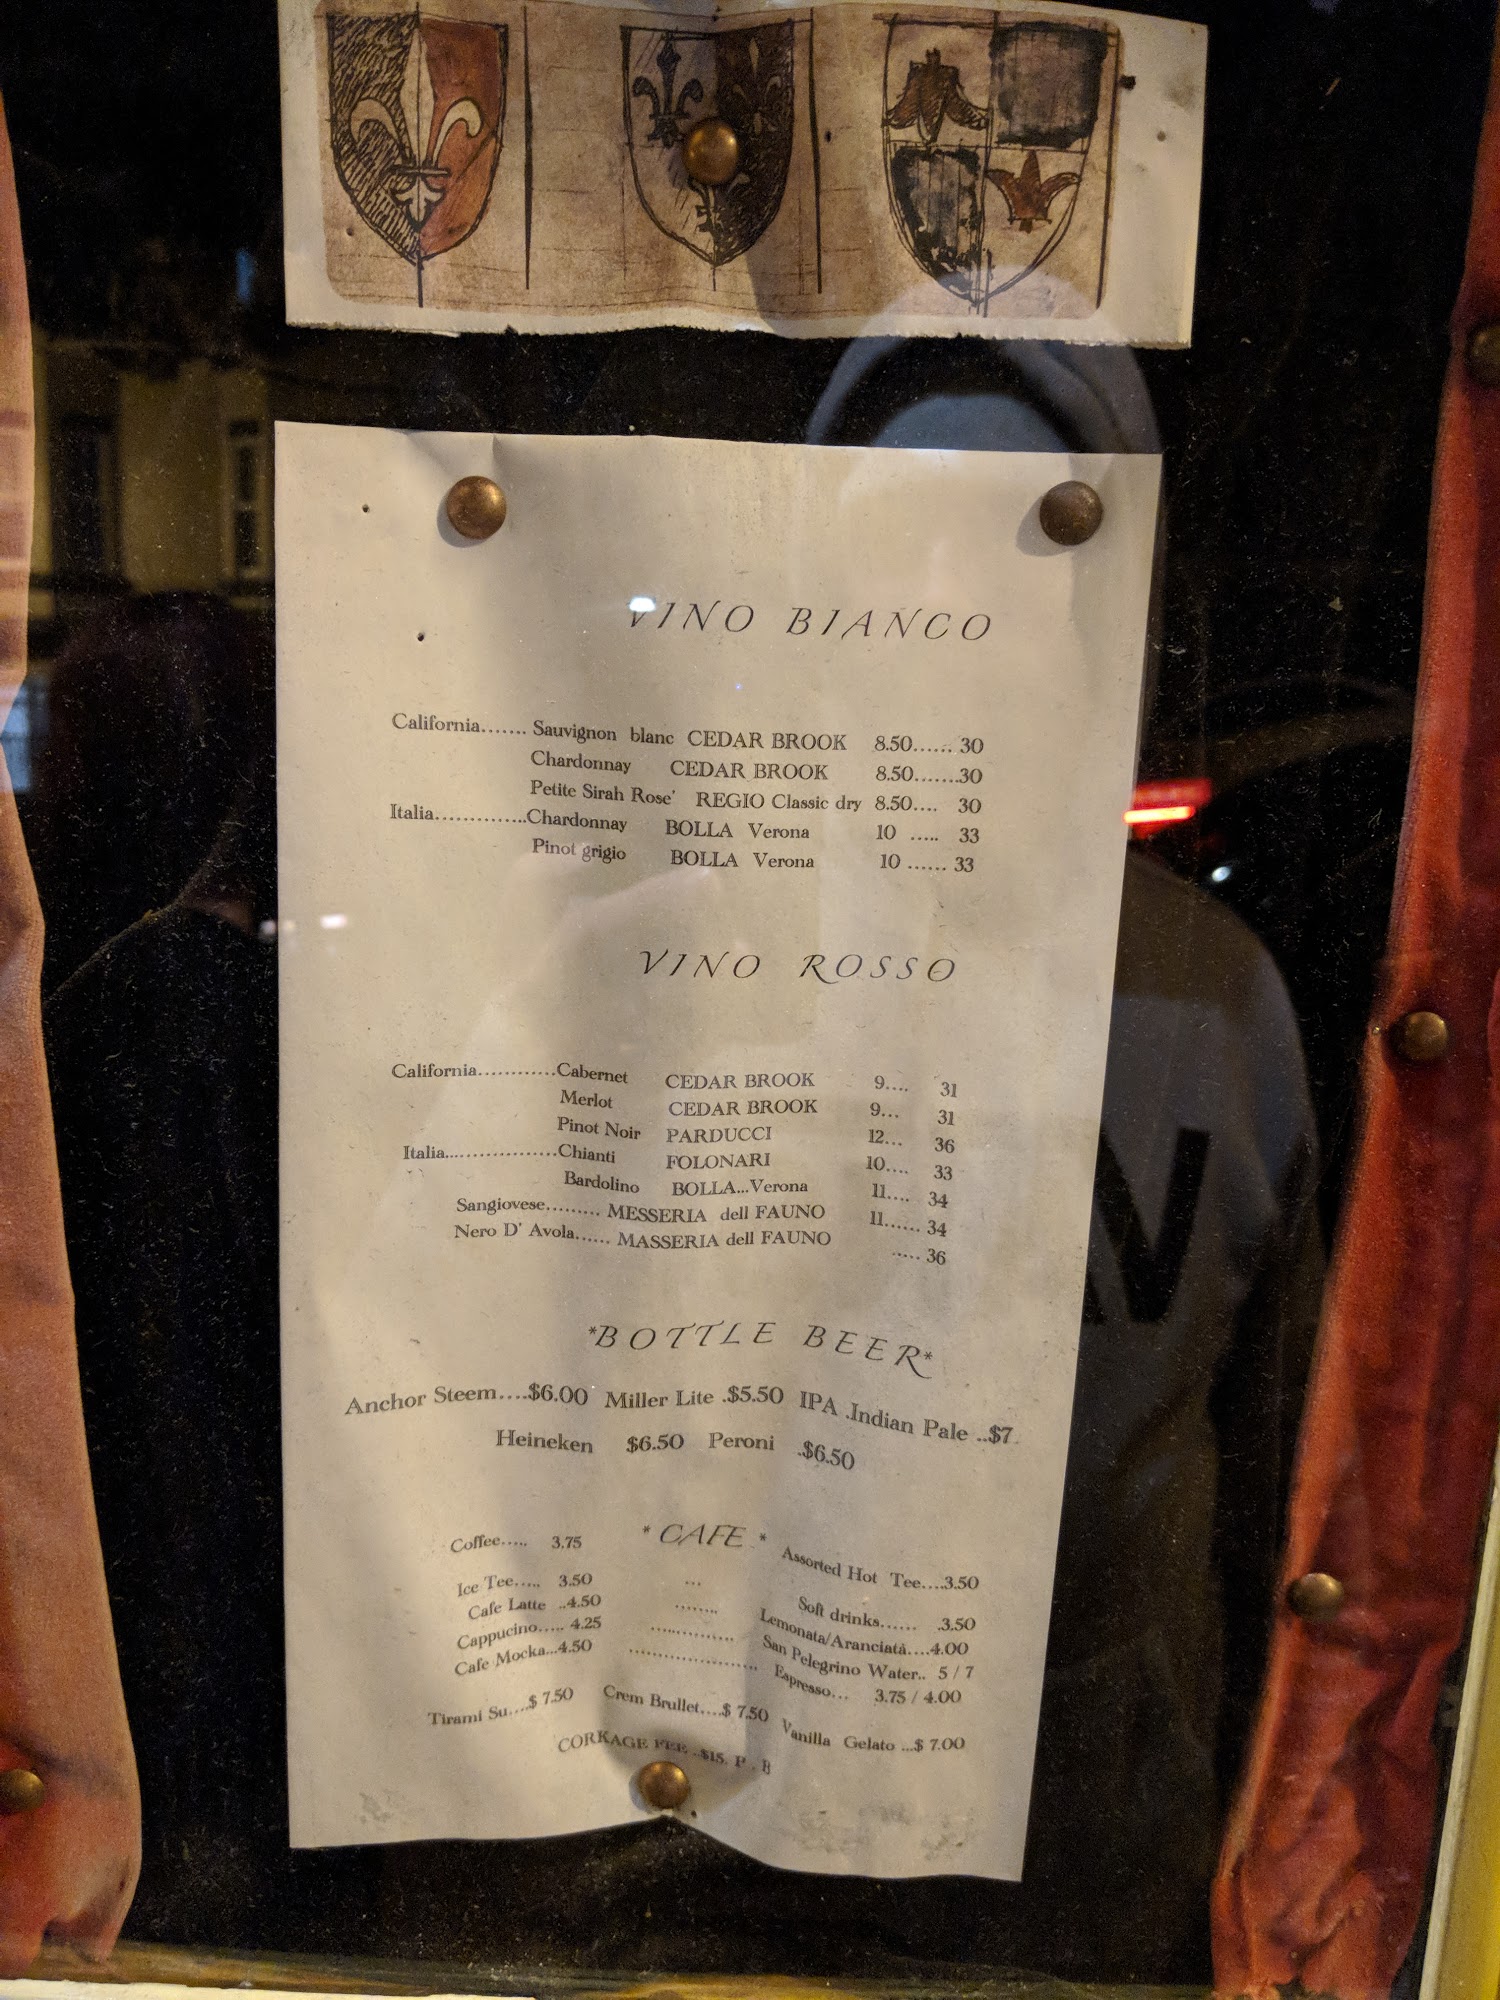 VINO BIANCO
California....... Sauvignon blanc CEDAR BROOK 8.50...... 30
Chardonnay CEDAR BROOK 8.50.......30
Petite Sirah Rose' REGIO Classic dry 8.50.... 30
Italia.............Chardonnay BOLLA Verona 10 ..... 33
Pinot grigio BOLLA Verona 10 ...... 33
VINO ROSSO
California............Cabernet CEDAR BROOK 9.... 31
Merlot CEDAR BROOK 9... 31
Pinot Noir PARDUCCI 12... 36
Italia..................Chianti FOLONARI 10.... 33
Bardolino BOLLA...Verona 11.... 34
Sangiovese......... MESSERIA dell FAUNO 11...... 34
Nero D' Avola...... MASSERIA dell FAUNO ..... 36
*BOTTLE BEER*
Anchor Steem....$6.00 Miller Lite .$5.50 IPA .Indian Pale ..$7.
Heineken $6.50 Peroni .$6.50
* CAFE *
Coffee..... 3.75 Assorted Hot Tee....3.50
Ice Tee..... 3.50 ... Soft drinks...... .3.50
Cafe Latte ..4.50 ........ Lemonata/Aranciatà....4.00
Cappucino..... 4.25 ............... San Pelegrino Water.. 5 / 7
Cafe Mocka...4.50 ....................... Espresso... 3.75 / 4.00
Tirami Su....$ 7.50 Crem Brullet....$ 7.50 Vanilla Gelato ...$ 7.00
CORKAGE FEE ..$15. P . B